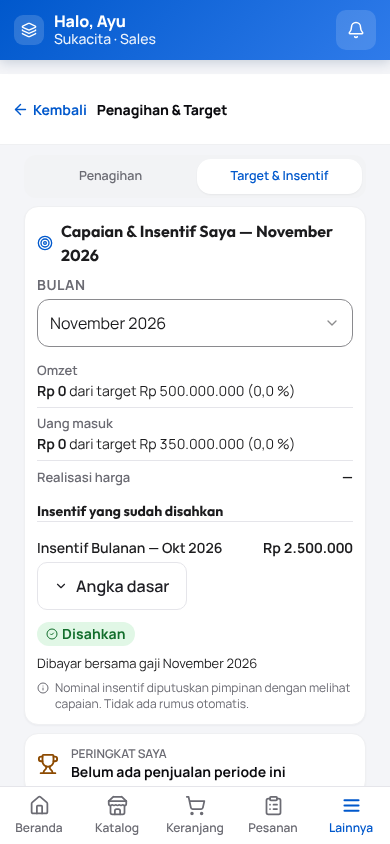 Halo, Ayu
Sukacita · Sales
Kembali Penagihan & Target
Penagihan
Target & Insentif
Capaian & Insentif Saya — November
2026
BULAN
November 2026
Omzet
Rp 0 dari target Rp 500.000.000 (0,0 %)
Uang masuk
Rp 0 dari target Rp 350.000.000 (0,0 %)
Realisasi harga —
Insentif yang sudah disahkan
Insentif Bulanan — Okt 2026 Rp 2.500.000
Angka dasar
Disahkan
Dibayar bersama gaji November 2026
Nominal insentif diputuskan pimpinan dengan melihat
capaian. Tidak ada rumus otomatis.
PERINGKAT SAYA
Belum ada penjualan periode ini
Beranda Katalog Keranjang Pesanan Lainnya